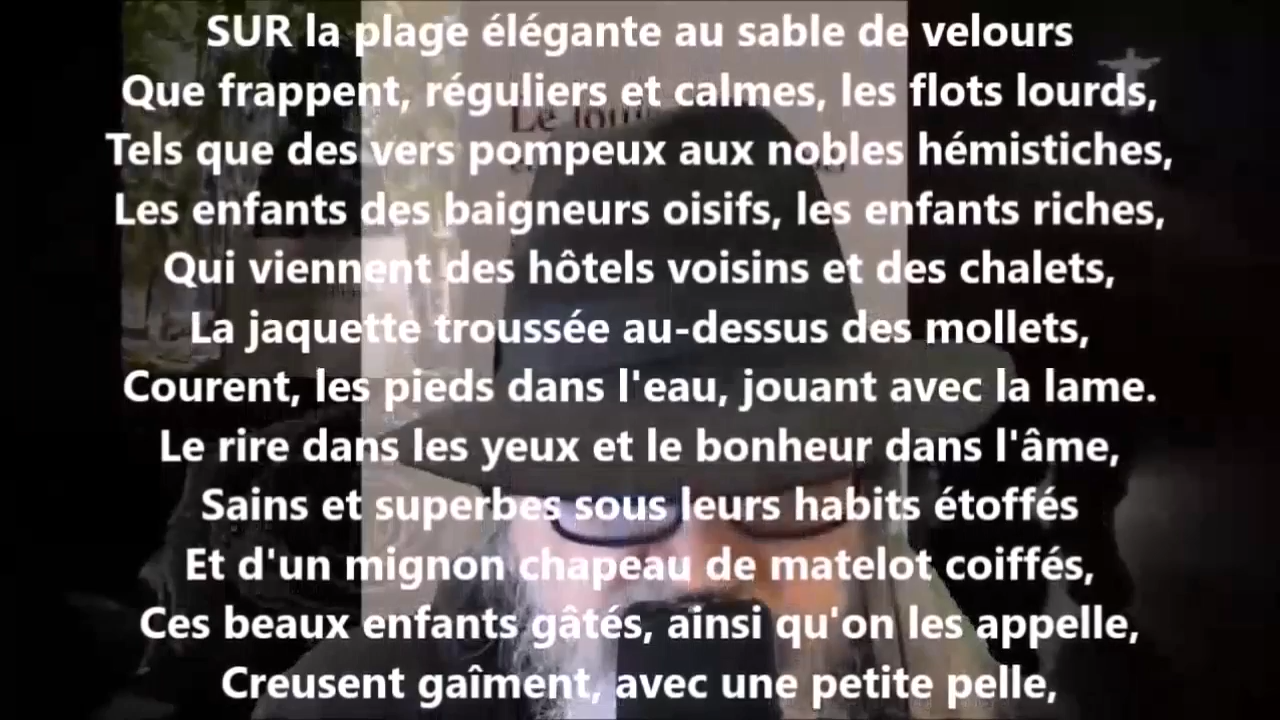 SUR la plage élégante au sable de velours
Que frappent, réguliers et calmes, les flots lourds,
Tels que des vers pompeux aux nobles hémistiches,
Les enfants des baigneurs oisifs, les enfants riches,
Qui viennent des hôtels voisins et des chalets,
La jaquette troussée au-dessus des mollets,
Courent, les pieds dans l'eau, jouant avec la lame.
Le rire dans les yeux et le bonheur dans l'âme,
Sains et superbes sous leurs habits étoffés
Et d'un mignon chapeau de matelot coiffés,
Ces beaux enfants gâtés, ainsi qu'on les appelle,
Creusent gaîment, avec une petite pelle,